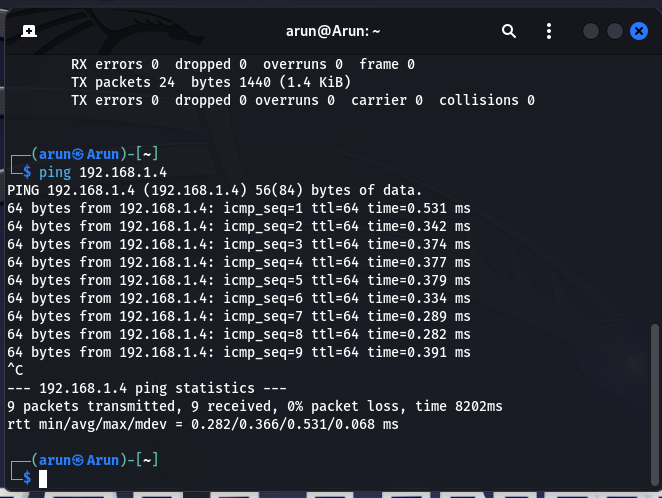 arun@Arun: ~
RX errors 0  dropped 0  overruns 0  frame 0
TX packets 24  bytes 1440 (1.4 KiB)
TX errors 0  dropped 0 overruns 0  carrier 0  collisions 0
┌──(arun㉿Arun)-[~]
└─$ ping 192.168.1.4
PING 192.168.1.4 (192.168.1.4) 56(84) bytes of data.
64 bytes from 192.168.1.4: icmp_seq=1 ttl=64 time=0.531 ms
64 bytes from 192.168.1.4: icmp_seq=2 ttl=64 time=0.342 ms
64 bytes from 192.168.1.4: icmp_seq=3 ttl=64 time=0.374 ms
64 bytes from 192.168.1.4: icmp_seq=4 ttl=64 time=0.377 ms
64 bytes from 192.168.1.4: icmp_seq=5 ttl=64 time=0.379 ms
64 bytes from 192.168.1.4: icmp_seq=6 ttl=64 time=0.334 ms
64 bytes from 192.168.1.4: icmp_seq=7 ttl=64 time=0.289 ms
64 bytes from 192.168.1.4: icmp_seq=8 ttl=64 time=0.282 ms
64 bytes from 192.168.1.4: icmp_seq=9 ttl=64 time=0.391 ms
^C
--- 192.168.1.4 ping statistics ---
9 packets transmitted, 9 received, 0% packet loss, time 8202ms
rtt min/avg/max/mdev = 0.282/0.366/0.531/0.068 ms
┌──(arun㉿Arun)-[~]
└─$